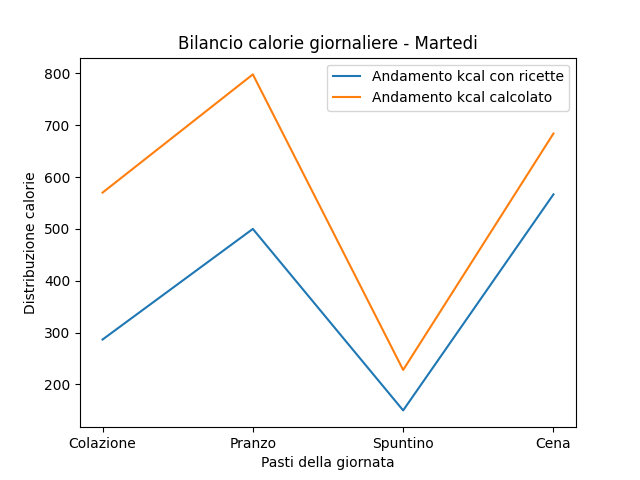 Bilancio calorie giornaliere - Martedi
Andamento kcal con ricette
Andamento kcal calcolato
Distribuzione calorie
800
700
600
500
400
300
200
Colazione
Pranzo
Spuntino
Cena
Pasti della giornata